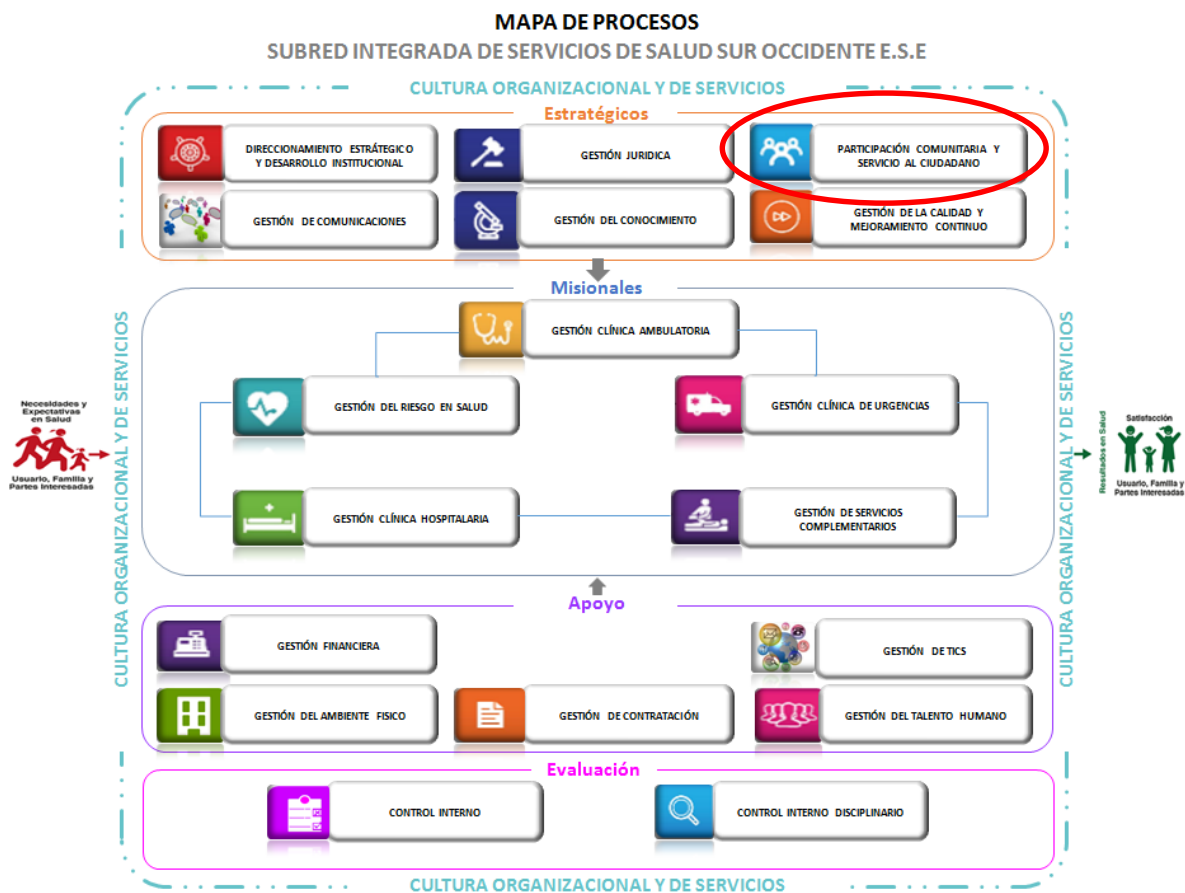 MAPA DE PROCESOS
SUBRED INTEGRADA DE SERVICIOS DE SALUD SUR OCCIDENTE E.S.E
CULTURA ORGANIZACIONAL Y DE SERVICIOS
Estratégicos
DIRECCIONAMIENTO ESTRÁTEGICO
Y DESARROLLO INSTITUCIONAL
GESTIÓN JURIDICA
PARTICIPACIÓN COMUNITARIA Y
SERVICIO AL CIUDADANO
GESTIÓN DE COMUNICACIONES
GESTIÓN DEL CONOCIMIENTO
GESTIÓN DE LA CALIDAD Y
MEJORAMIENTO CONTINUO
Misionales
GESTIÓN CLÍNICA AMBULATORIA
GESTIÓN DEL RIESGO EN SALUD
GESTIÓN CLÍNICA DE URGENCIAS
GESTIÓN CLÍNICA HOSPITALARIA
GESTIÓN DE SERVICIOS
COMPLEMENTARIOS
Necesidades y
Expectativas
en Salud
Usuario, Familia y
Partes Interesadas
CULTURA ORGANIZACIONAL Y DE SERVICIOS
CULTURA ORGANIZACIONAL Y DE SERVICIOS
Resultados en Salud
Satisfacción
Usuario, Familia y
Partes Interesadas
Apoyo
GESTIÓN FINANCIERA
GESTIÓN DE TICS
GESTIÓN DEL AMBIENTE FISICO
GESTIÓN DE CONTRATACIÓN
GESTIÓN DEL TALENTO HUMANO
Evaluación
CONTROL INTERNO
CONTROL INTERNO DISCIPLINARIO
CULTURA ORGANIZACIONAL Y DE SERVICIOS